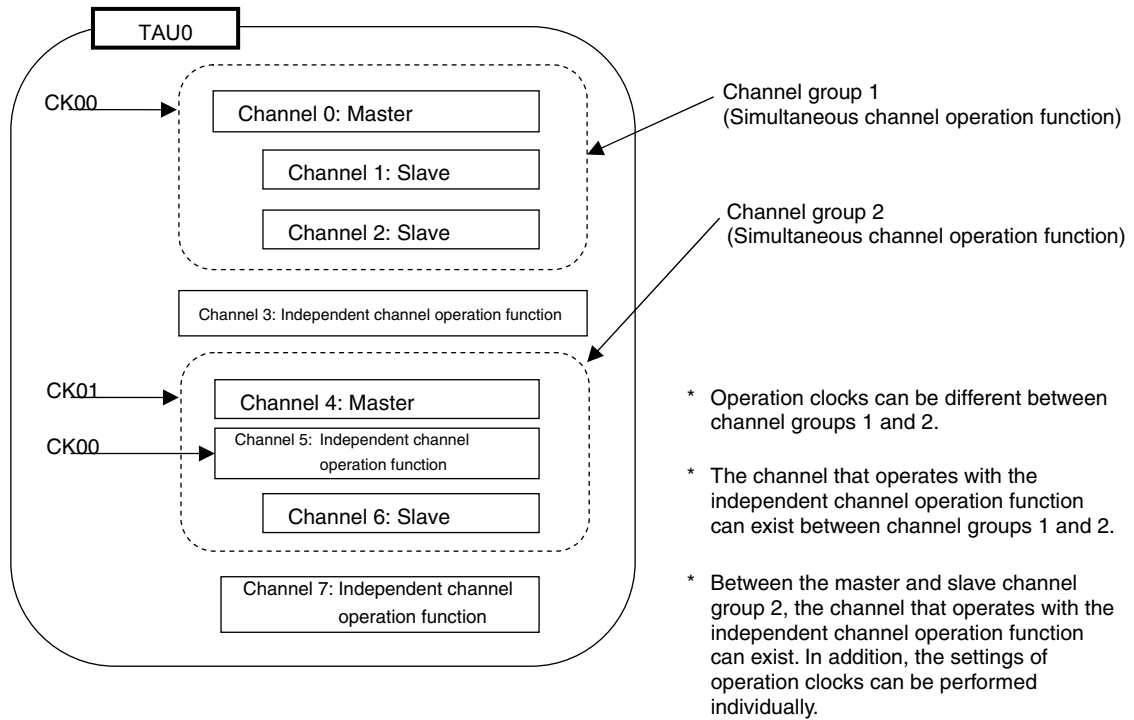 TAU0
CK00
Channel 0: Master
Channel 1: Slave
Channel 2: Slave
Channel group 1
(Simultaneous channel operation function)
Channel group 2
(Simultaneous channel operation function)
Channel 3: Independent channel operation function
CK01
Channel 4: Master
CK00
Channel 5: Independent channel
operation function
Channel 6: Slave
Channel 7: Independent channel
operation function
* Operation clocks can be different between
channel groups 1 and 2.
* The channel that operates with the
independent channel operation function
can exist between channel groups 1 and 2.
* Between the master and slave channel
group 2, the channel that operates with the
independent channel operation function
can exist. In addition, the settings of
operation clocks can be performed
individually.